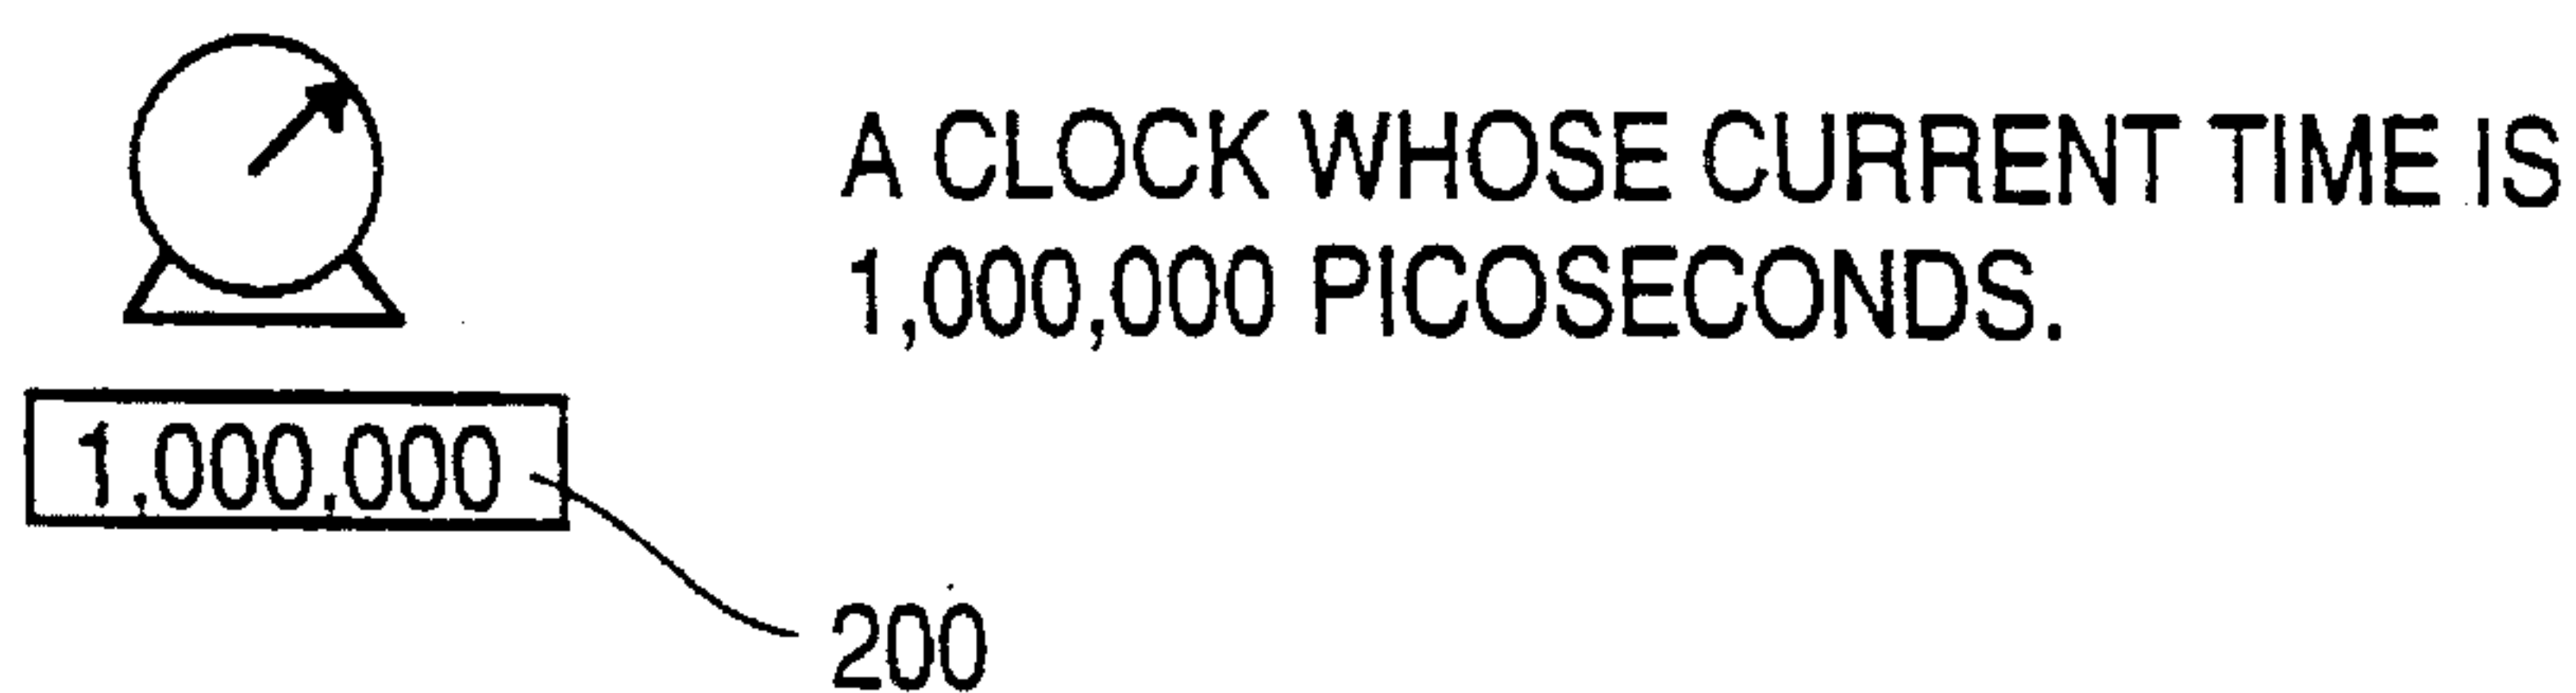 A CLOCK WHOSE CURRENT TIME IS
1,000,000 PICOSECONDS.
1,000,000
200